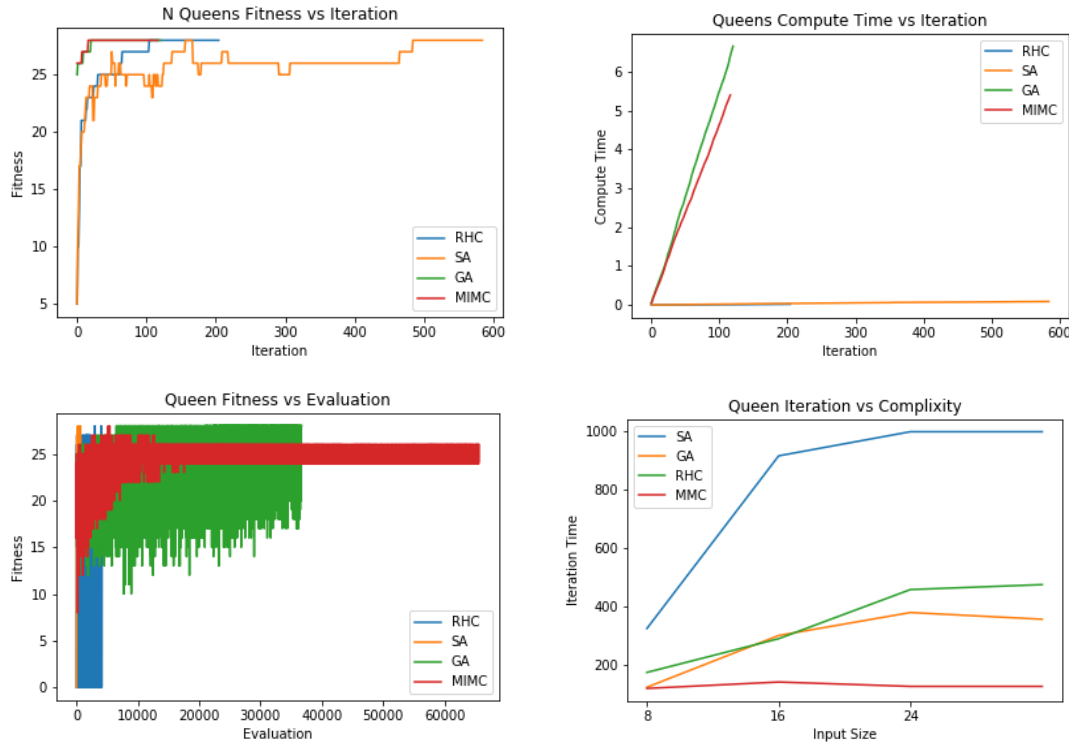 N Queens Fitness vs Iteration
Fitness
25
20
15
10
5
0 100 200 300 400 500 600
Iteration
RHC
SA
GA
MIMC
Queens Compute Time vs Iteration
Compute Time
6
5
4
3
2
1
0
0 100 200 300 400 500 600
Iteration
RHC
SA
GA
MIMC
Queen Fitness vs Evaluation
Fitness
25
20
15
10
5
0
0 10000 20000 30000 40000 50000 60000
Evaluation
RHC
SA
GA
MIMC
Queen Iteration vs Complixity
Iteration Time
1000
800
600
400
200
8 16 24
Input Size
SA
GA
RHC
MMC